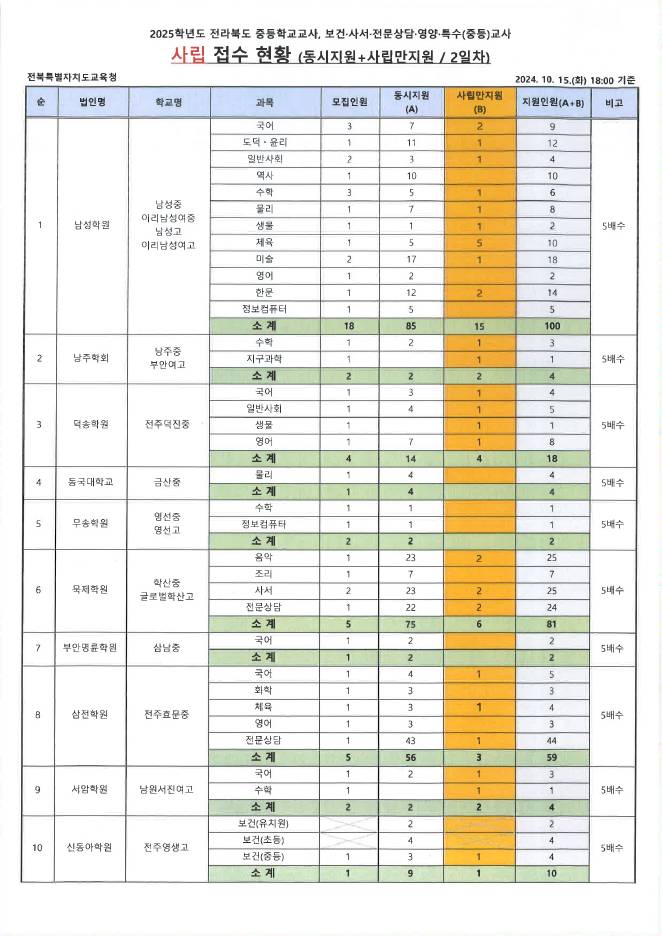 2025학년도 전라북도 중등학교교사, 보건·사서·전문상담·영양·특수(중등)교사
사립 접수 현황 (동시지원+사립만지원 / 2일차)
전북특별자치도교육청 2024. 10. 15.(화) 18:00 기준
순 법인명 학교명 과목 모집인원 동시지원 (A) 사립만지원 (B) 지원인원(A+B) 비고
1 남성학원 남성중 이리남성여중 남성고 이리남성여고 5배수
국어 3 7 2 9
도덕·윤리 1 11 1 12
일반사회 2 3 1 4
역사 1 10 10
수학 3 5 1 6
물리 1 7 1 8
생물 1 1 1 2
체육 1 5 5 10
미술 2 17 1 18
영어 1 2 2
한문 1 12 2 14
정보컴퓨터 1 5 5
소 계 18 85 15 100
2 남주학회 남주중 부안여고 5배수
수학 1 2 1 3
지구과학 1 1 1
소 계 2 2 2 4
3 덕송학원 전주덕진중 5배수
국어 1 3 1 4
일반사회 1 4 1 5
생물 1 1 1
영어 1 7 1 8
소 계 4 14 4 18
4 동국대학교 금산중 5배수
물리 1 4 4
소 계 1 4 4
5 무송학원 영선중 영선고 5배수
수학 1 1 1
정보컴퓨터 1 1 1
소 계 2 2 2
6 묵제학원 학산중 글로벌학산고 5배수
음악 1 23 2 25
조리 1 7 7
사서 2 23 2 25
전문상담 1 22 2 24
소 계 5 75 6 81
7 부안명륜학원 삼남중 5배수
국어 1 2 2
소 계 1 2 2
8 삼전학원 전주효문중 5배수
국어 1 4 1 5
화학 1 3 3
체육 1 3 1 4
영어 1 3 3
전문상담 1 43 1 44
소 계 5 56 3 59
9 서암학원 남원서진여고 5배수
국어 1 2 1 3
수학 1 1 1
소 계 2 2 2 4
10 신동아학원 전주영생고 5배수
보건(유치원) 2 2
보건(초등) 4 4
보건(중등) 1 3 1 4
소 계 1 9 1 10